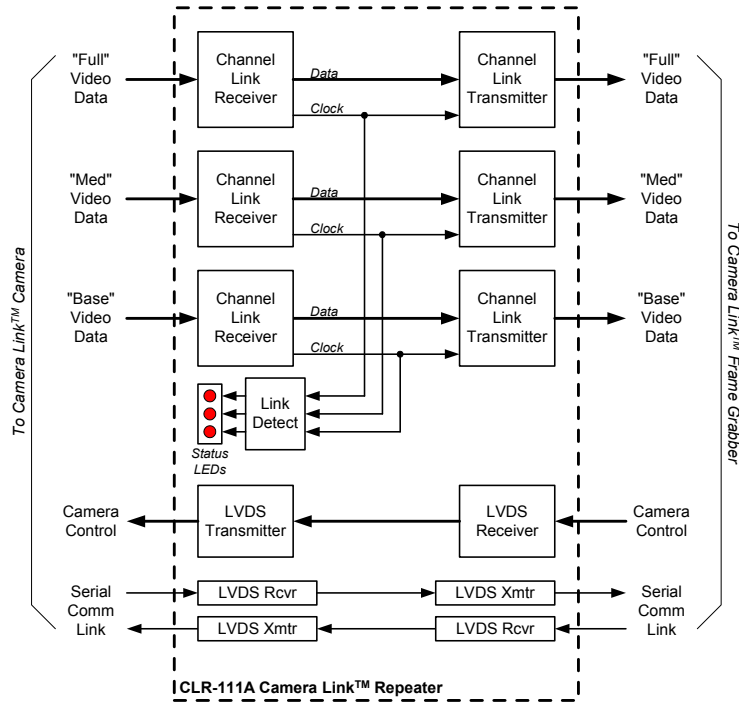 "Full"
Video
Data
Channel
Link
Receiver
Data
Clock
Channel
Link
Transmitter
"Full"
Video
Data
"Med"
Video
Data
Channel
Link
Receiver
Data
Clock
Channel
Link
Transmitter
"Med"
Video
Data
"Base"
Video
Data
Channel
Link
Receiver
Data
Clock
Channel
Link
Transmitter
"Base"
Video
Data
To Camera Link™ Camera
To Camera Link™ Frame Grabber
Link
Detect
Status
LEDs
Camera
Control
LVDS
Transmitter
LVDS
Receiver
Camera
Control
Serial
Comm
Link
LVDS Rcvr
LVDS Xmtr
LVDS Xmtr
LVDS Rcvr
Serial
Comm
Link
CLR-111A Camera Link™ Repeater